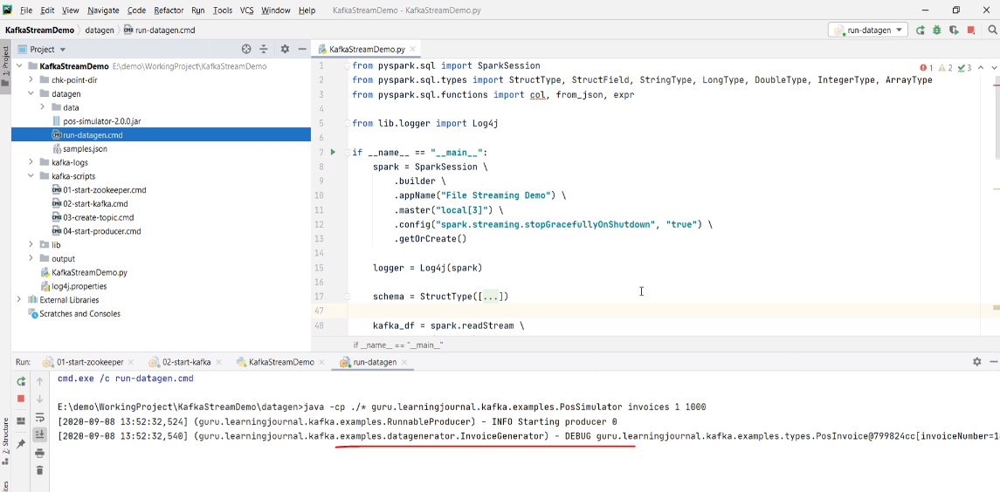 File Edit View Navigate Code Refactor Run Tools VCS Window Help KafkaStreamDemo - KafkaStreamDemo.py
KafkaStreamDemo datagen run-datagen.cmd run-datagen
1: Project
Project
KafkaStreamDemo E:\demo\WorkingProject\KafkaStreamDemo
chk-point-dir
datagen
data
pos-simulator-2.0.0.jar
run-datagen.cmd
samples.json
kafka-logs
kafka-scripts
01-start-zookeeper.cmd
02-start-kafka.cmd
03-create-topic.cmd
04-start-producer.cmd
lib
output
KafkaStreamDemo.py
log4j.properties
External Libraries
Scratches and Consoles
KafkaStreamDemo.py
1 2 3
1 from pyspark.sql import SparkSession
2 from pyspark.sql.types import StructType, StructField, StringType, LongType, DoubleType, IntegerType, ArrayType
3 from pyspark.sql.functions import col, from_json, expr
4
5 from lib.logger import Log4j
6
7 if __name__ == "__main__":
8 spark = SparkSession \
9 .builder \
10 .appName("File Streaming Demo") \
11 .master("local[3]") \
12 .config("spark.streaming.stopGracefullyOnShutdown", "true") \
13 .getOrCreate()
14
15 logger = Log4j(spark)
16
17 schema = StructType([...])
47
48 kafka_df = spark.readStream \
if __name__ == "__main__"
Run: 01-start-zookeeper 02-start-kafka KafkaStreamDemo run-datagen
cmd.exe /c run-datagen.cmd
E:\demo\WorkingProject\KafkaStreamDemo\datagen>java -cp ./* guru.learningjournal.kafka.examples.PosSimulator invoices 1 1000
[2020-09-08 13:52:32,524] (guru.learningjournal.kafka.examples.RunnableProducer) - INFO Starting producer 0
[2020-09-08 13:52:32,540] (guru.learningjournal.kafka.examples.datagenerator.InvoiceGenerator) - DEBUG guru.learningjournal.kafka.examples.types.PosInvoice@799824cc[invoiceNumber=1
7: Structure